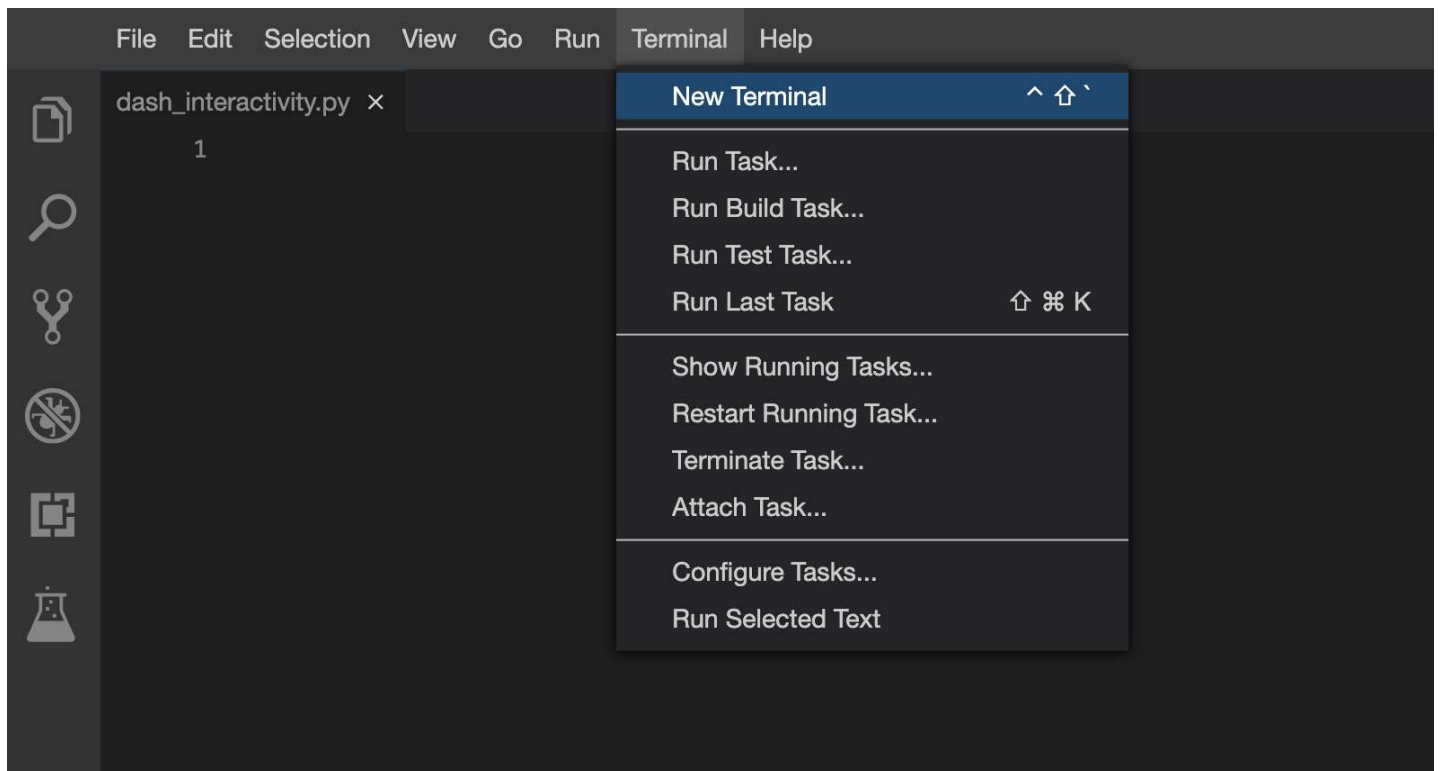 File Edit Selection View Go Run Terminal Help
dash_interactivity.py ×
1
New Terminal ^ ⇧ `
Run Task...
Run Build Task...
Run Test Task...
Run Last Task ⇧ ⌘ K
Show Running Tasks...
Restart Running Task...
Terminate Task...
Attach Task...
Configure Tasks...
Run Selected Text